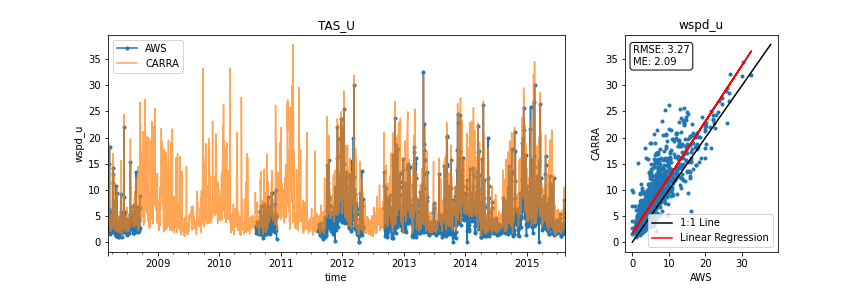 TAS_U
wspd_u
35
30
25
20
15
10
5
0
AWS
CARRA
2009
2010
2011
2012
2013
2014
2015
time
wspd_u
CARRA
35
30
25
20
15
10
5
0
RMSE: 3.27
ME: 2.09
1:1 Line
Linear Regression
0
10
20
30
AWS